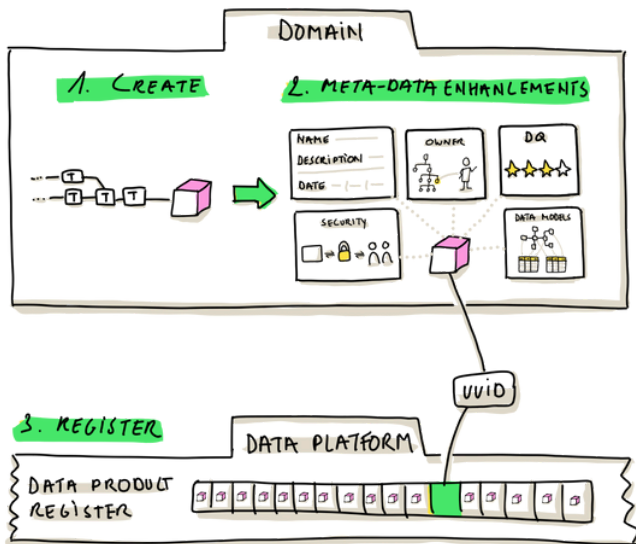 DOMAIN
1. CREATE
2. META-DATA ENHANCEMENTS
NAME
DESCRIPTION
DATE
OWNER
DQ
T
T
T
T
SECURITY
DATA MODELS
UUID
3. REGISTER
DATA PLATFORM
DATA PRODUCT
REGISTER